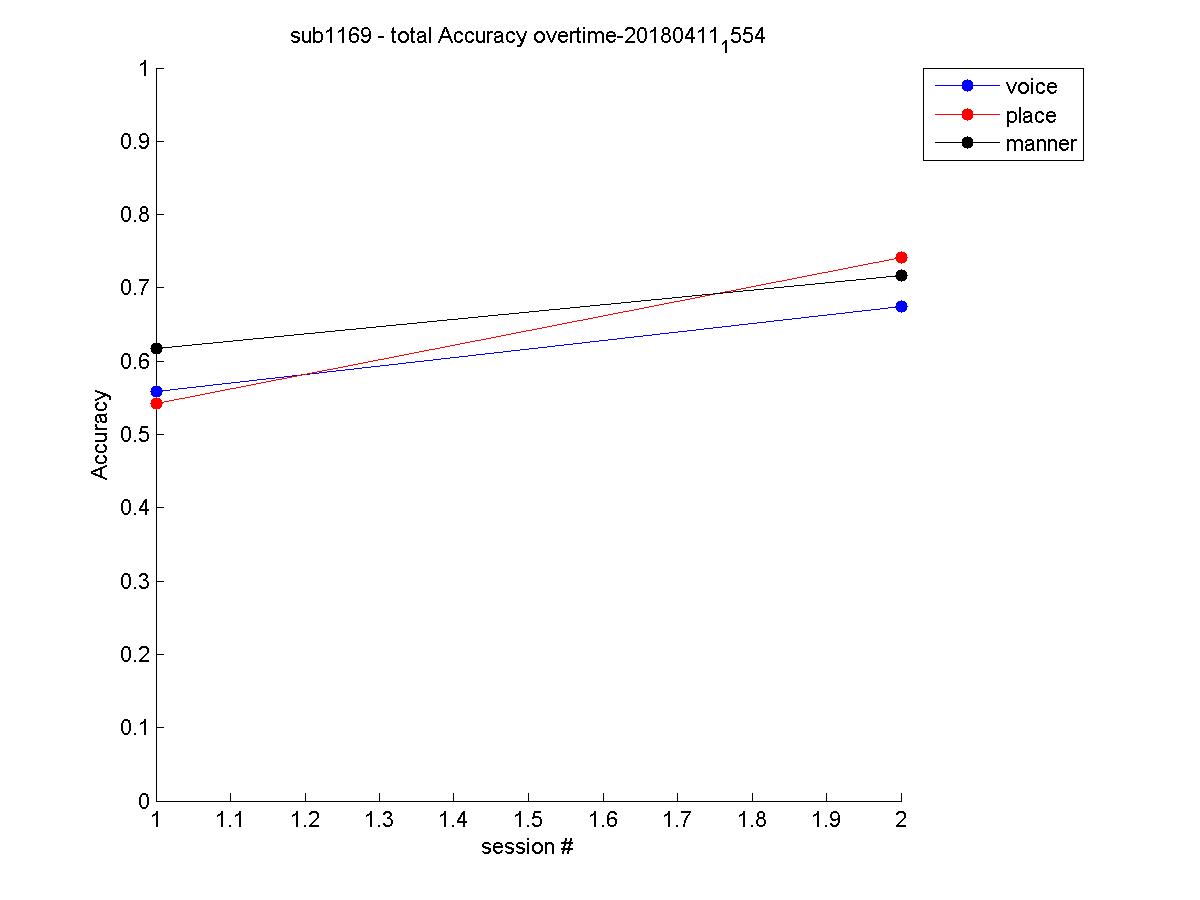 sub1169 - total Accuracy overtime-20180411₁554
voice
place
manner
1
0.9
0.8
0.7
0.6
0.5
0.4
0.3
0.2
0.1
0
Accuracy
1 1.1 1.2 1.3 1.4 1.5 1.6 1.7 1.8 1.9 2
session #